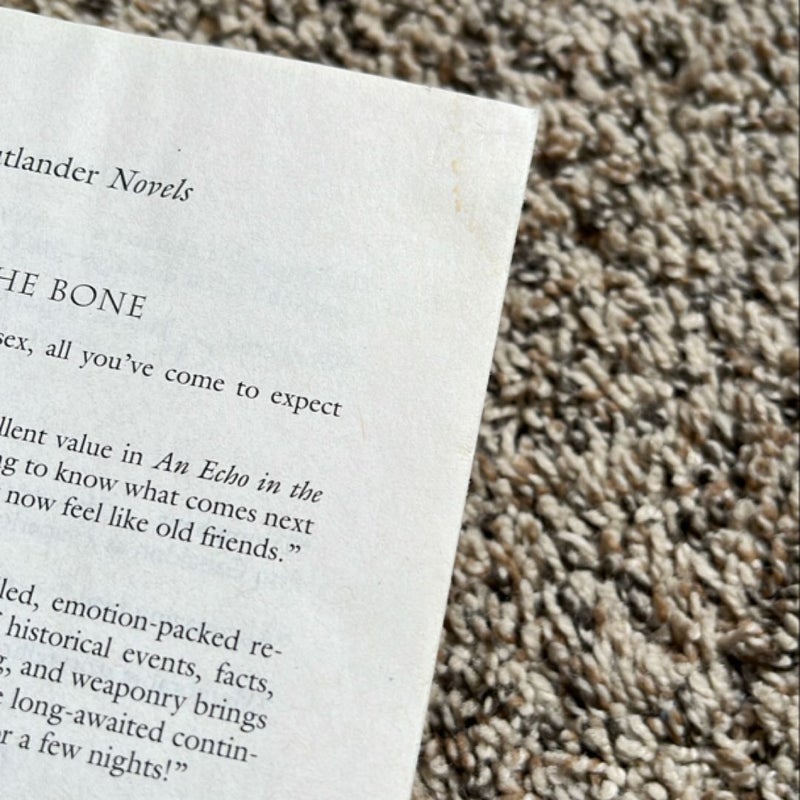 tlander Novels
HE BONE
sex, all you've come to expect
llent value in An Echo in the
ng to know what comes next
now feel like old friends."
led, emotion-packed re-
historical events, facts,
g, and weaponry brings
e long-awaited contin-
r a few nights!"